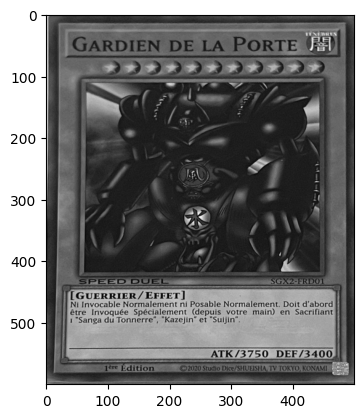 TÉNÈBRES
GARDIEN DE LA PORTE
闇
SPEED DUEL
SGX2-FRD01
[GUERRIER/EFFET]
Ni Invocable Normalement ni Posable Normalement. Doit d'abord
être Invoquée Spécialement (depuis votre main) en Sacrifiant
1 "Sanga du Tonnerre", "Kazejin" et "Suijin".
ATK/3750 DEF/3400
1ère Édition
©2020 Studio Dice/SHUEISHA, TV TOKYO, KONAMI
0
100
200
300
400
500
0 100 200 300 400